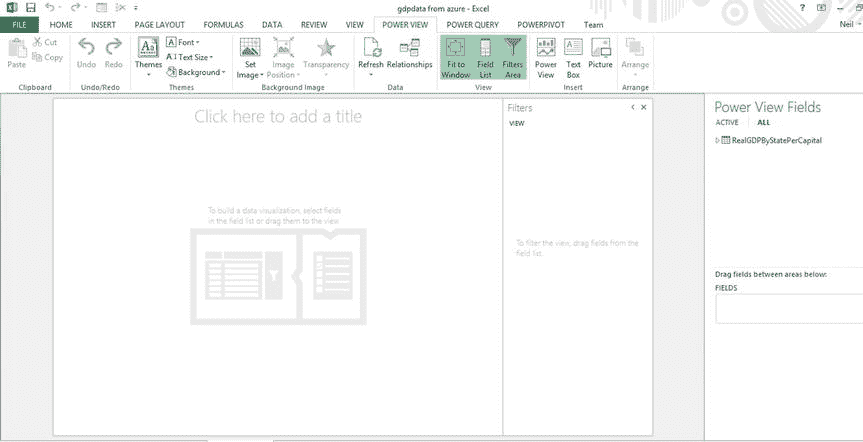 gdpdata from azure - Excel
FILE HOME INSERT PAGE LAYOUT FORMULAS DATA REVIEW VIEW POWER VIEW POWER QUERY POWERPIVOT Team Neil
Paste Cut Copy
Undo Redo
Themes Font Text Size Background
Set Image Image Position Transparency
Refresh Relationships
Fit to Window Field List Filters Area
Power View Text Box Picture
Arrange
Clipboard Undo/Redo Themes Background Image Data View Insert Arrange
Click here to add a title
To build a data visualization, select fields
in the field list or drag them to the view
Filters
VIEW
To filter the view, drag fields from the
field list.
Power View Fields
ACTIVE ALL
RealGDPByStatePerCapital
Drag fields between areas below:
FIELDS